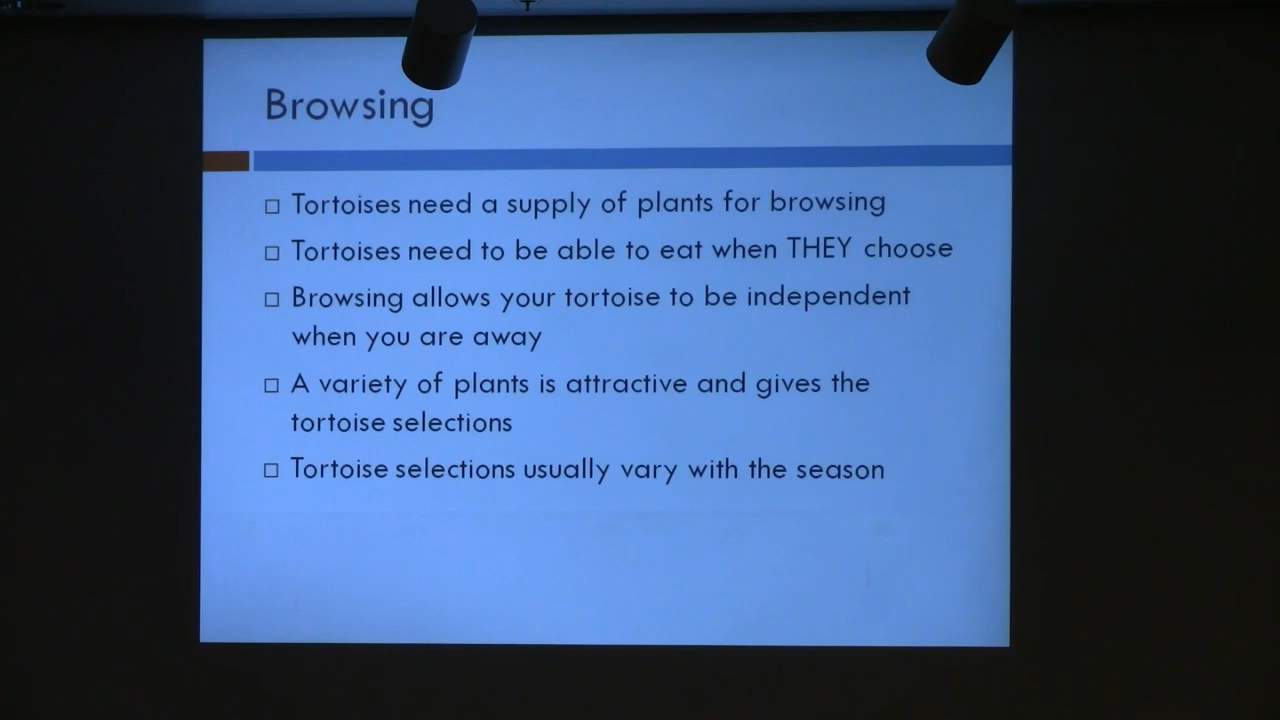 Browsing
Tortoises need a supply of plants for browsing
Tortoises need to be able to eat when THEY choose
Browsing allows your tortoise to be independent
when you are away
A variety of plants is attractive and gives the
tortoise selections
Tortoise selections usually vary with the season